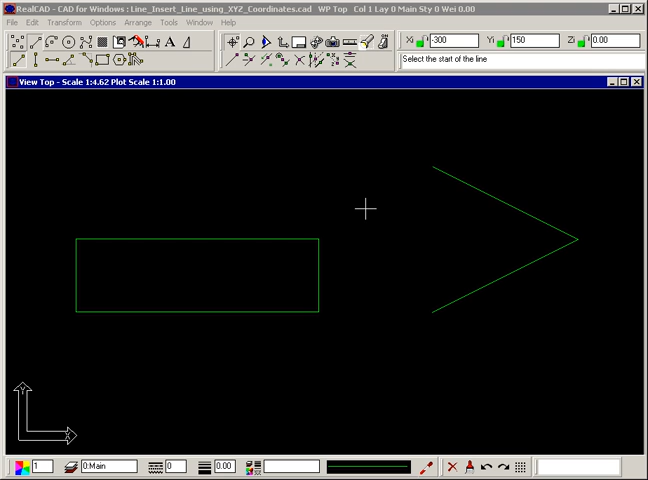 RealCAD - CAD for Windows : Line_Insert_Line_using_XYZ_Coordinates.cad  WP Top  Col 1 Lay 0 Main Sty 0 Wei 0.00
File Edit Transform Options Arrange Tools Window Help
Xi -300 Yi 150 Zi 0.00
Select the start of the line
View Top - Scale 1:4.62 Plot Scale 1:1.00
Y
X
1 0:Main 0 0.00